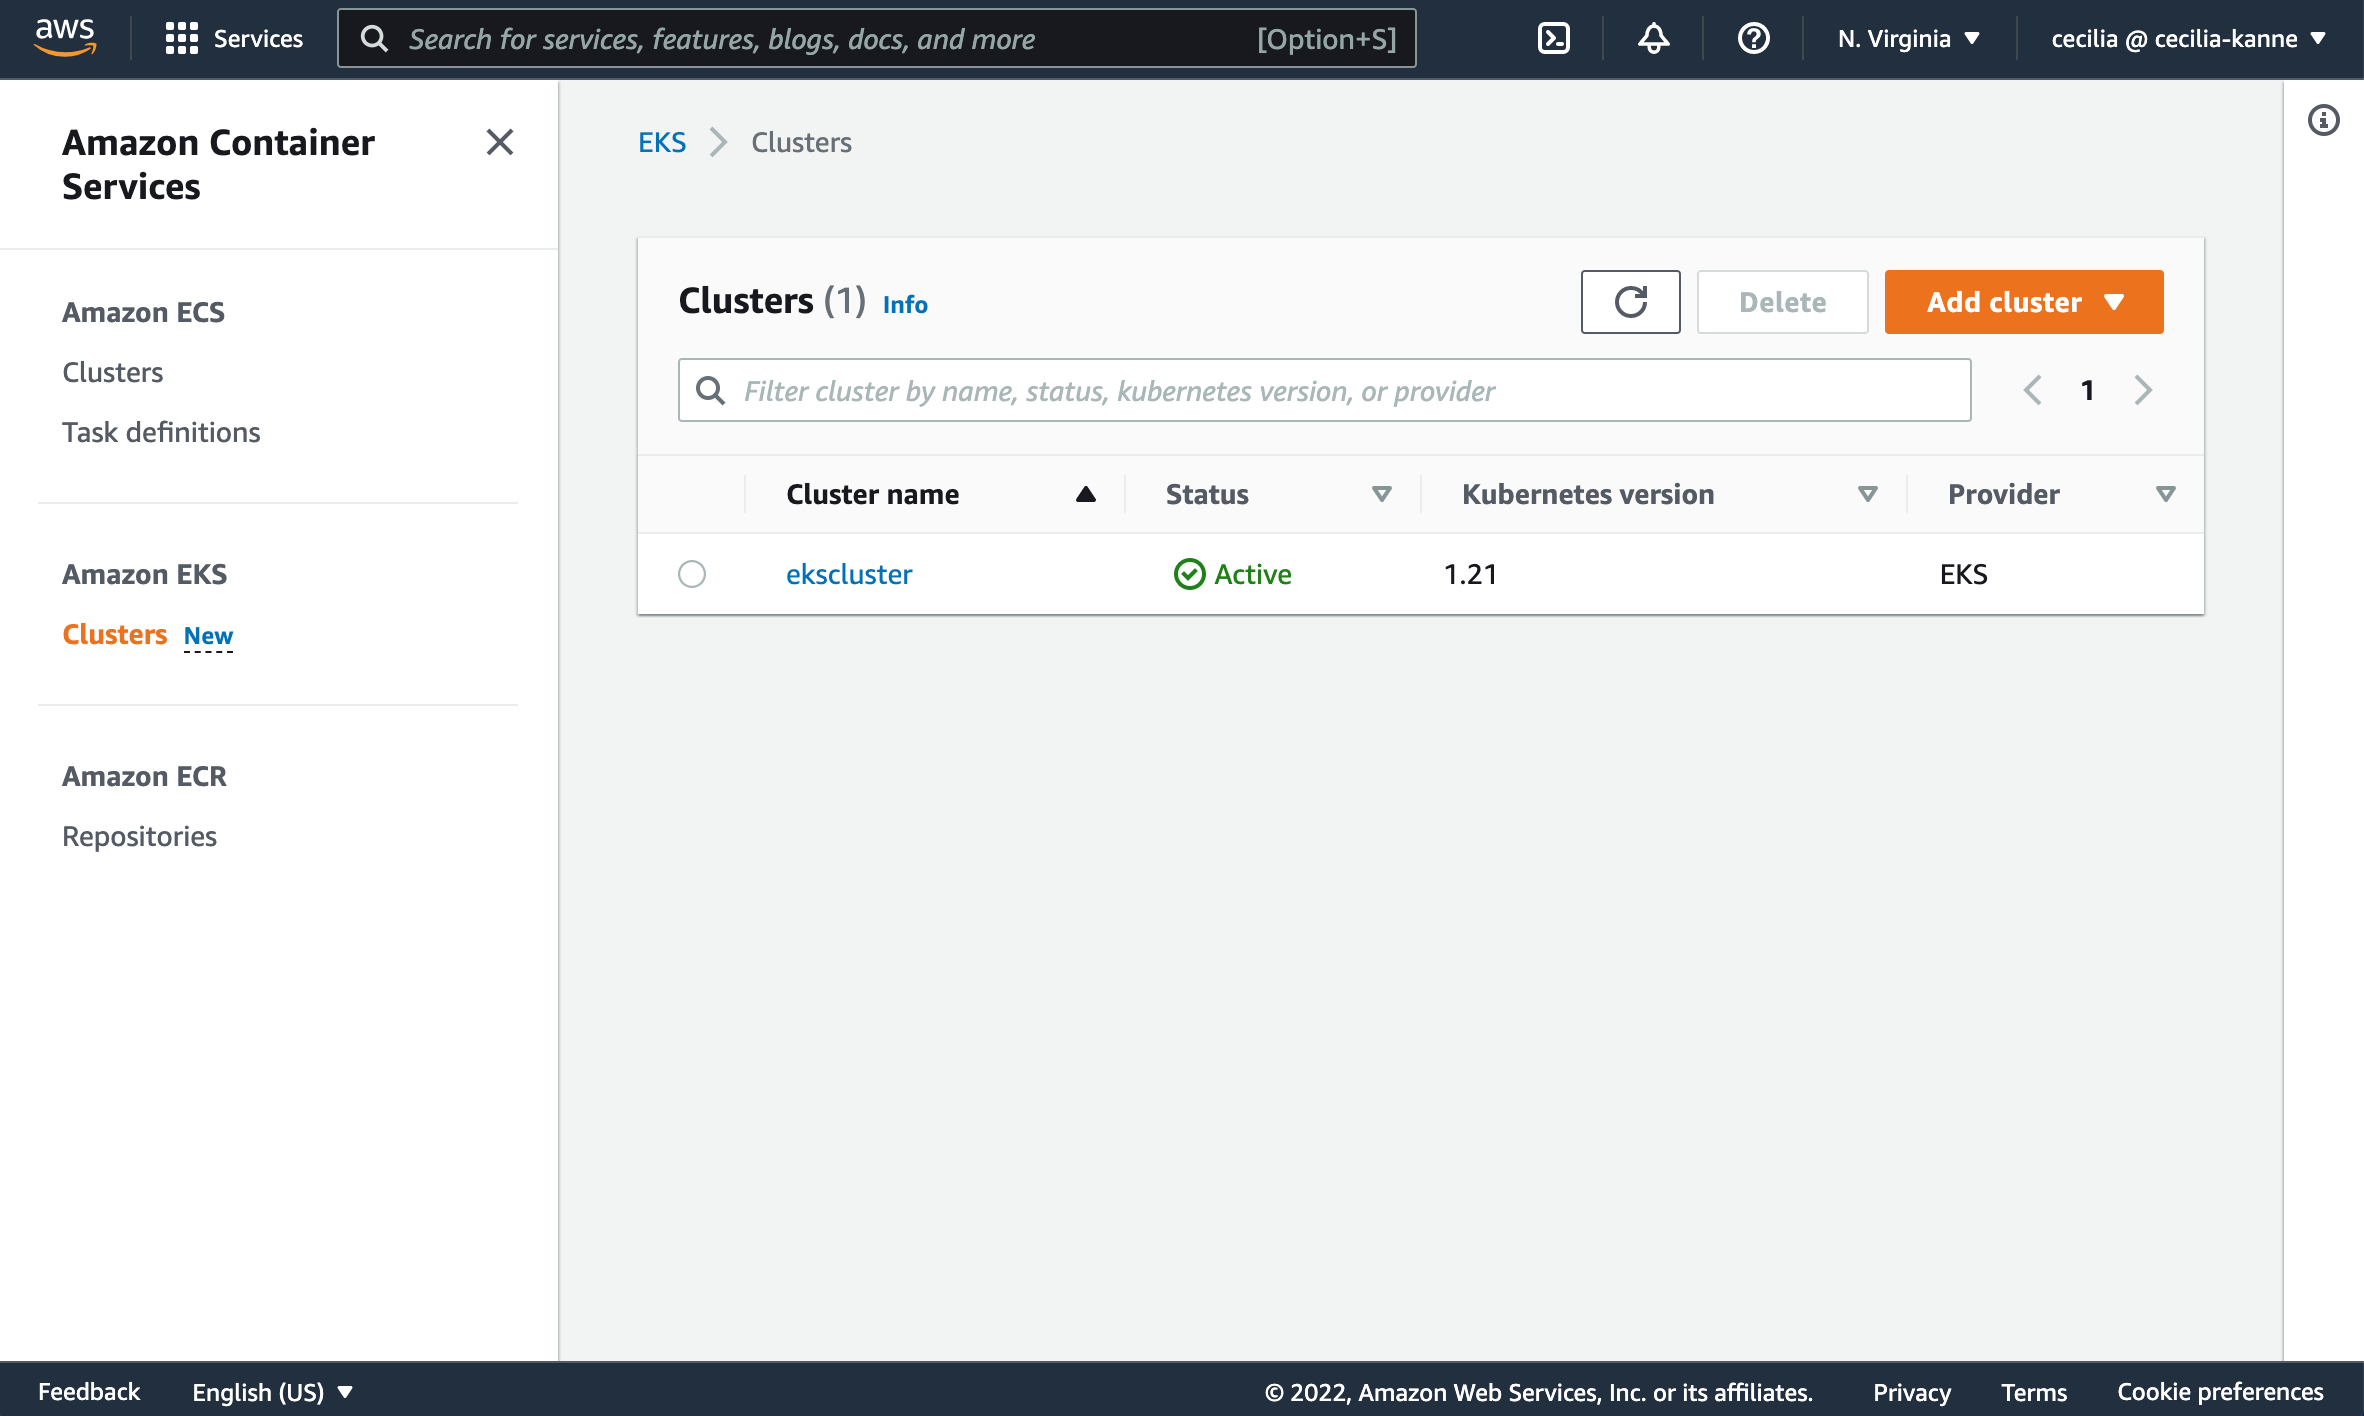 aws
Services
Search for services, features, blogs, docs, and more
[Option+S]
N. Virginia
cecilia @ cecilia-kanne
Amazon Container
Services
Amazon ECS
Clusters
Task definitions
Amazon EKS
Clusters New
Amazon ECR
Repositories
EKS
Clusters
Clusters (1) Info
Delete
Add cluster
Filter cluster by name, status, kubernetes version, or provider
1
Cluster name
Status
Kubernetes version
Provider
ekscluster
Active
1.21
EKS
Feedback
English (US)
© 2022, Amazon Web Services, Inc. or its affiliates.
Privacy
Terms
Cookie preferences